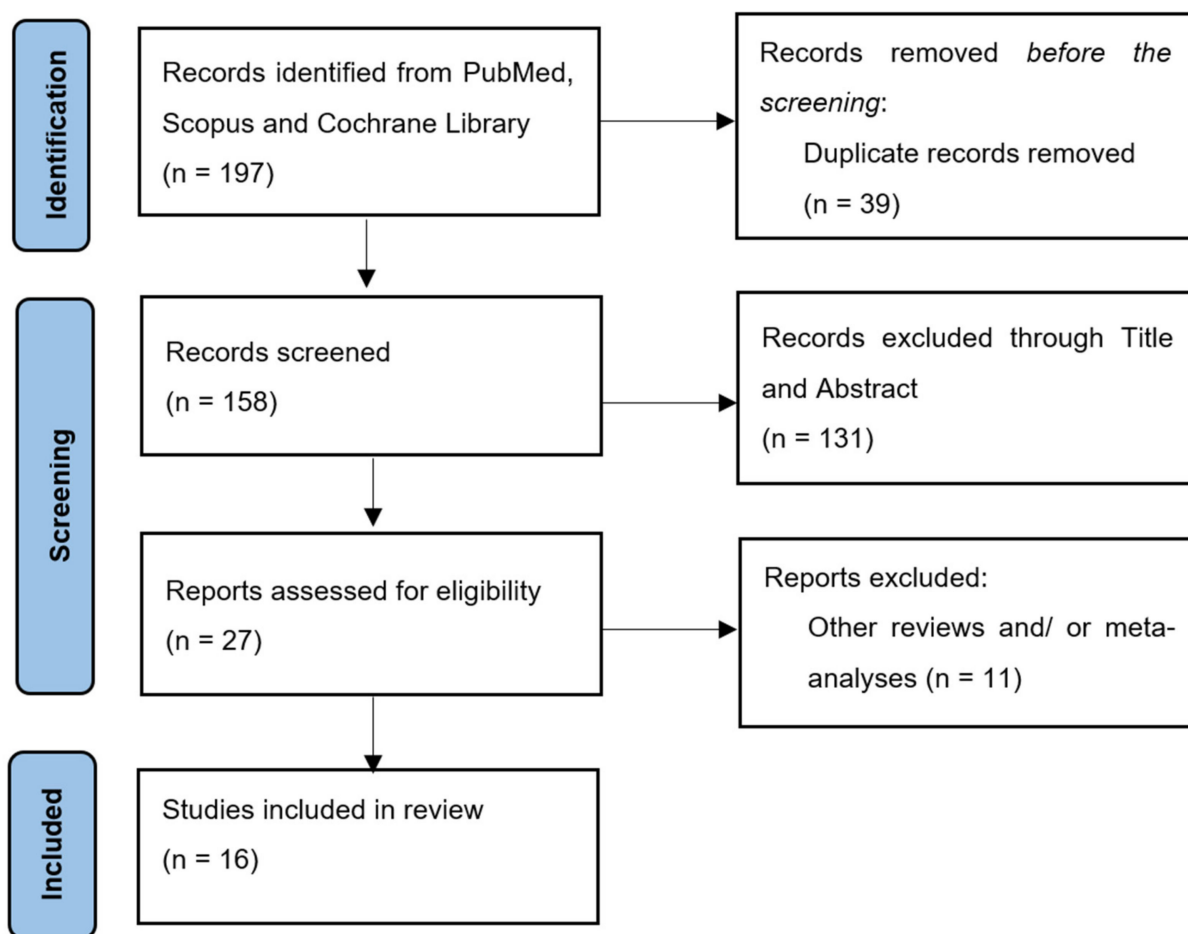 Identification
Records identified from PubMed,
Scopus and Cochrane Library
(n = 197)
Records removed before the
screening:
Duplicate records removed
(n = 39)
Screening
Records screened
(n = 158)
Records excluded through Title
and Abstract
(n = 131)
Reports assessed for eligibility
(n = 27)
Reports excluded:
Other reviews and/ or meta-
analyses (n = 11)
Included
Studies included in review
(n = 16)